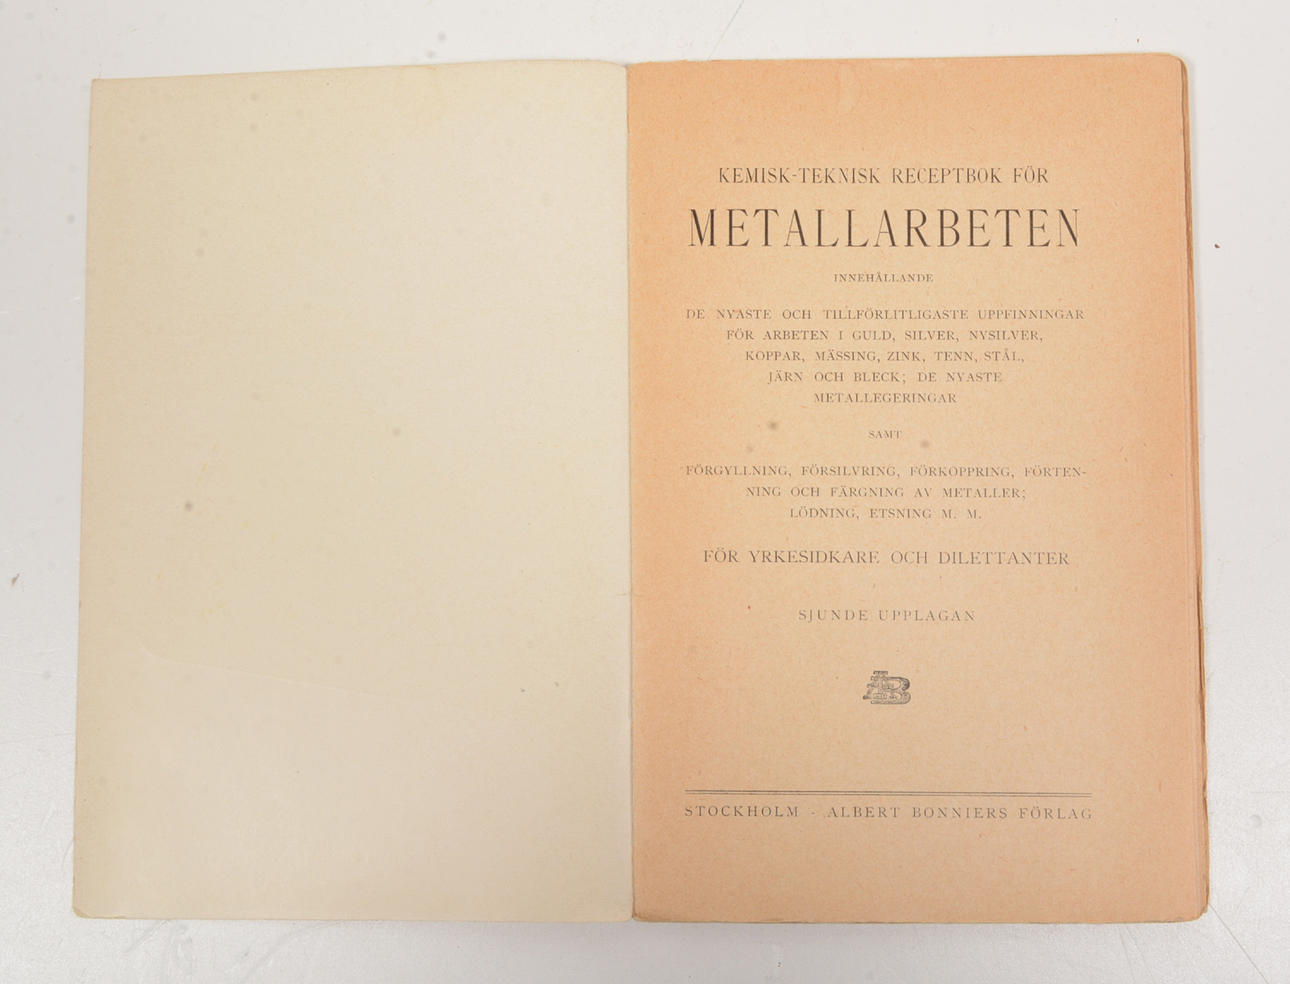 KEMISK-TEKNISK RECEPTBOK FÖR
METALLARBETEN
INNEHÅLLANDE
DE NYASTE OCH TILLFÖRLITLIGASTE UPPFINNINGAR
FÖR ARBETEN I GULD, SILVER, NYSILVER,
KOPPAR, MÄSSING, ZINK, TENN, STÅL,
JÄRN OCH BLECK; DE NYASTE
METALLEGERINGAR
SAMT
FÖRGYLLNING, FÖRSILVRING, FÖRKOPPRING, FÖRTEN-
NING OCH FÄRGNING AV METALLER;
LÖDNING, ETSNING M. M.
FÖR YRKESIDKARE OCH DILETTANTER
SJUNDE UPPLAGAN
AB
STOCKHOLM - ALBERT BONNIERS FÖRLAG